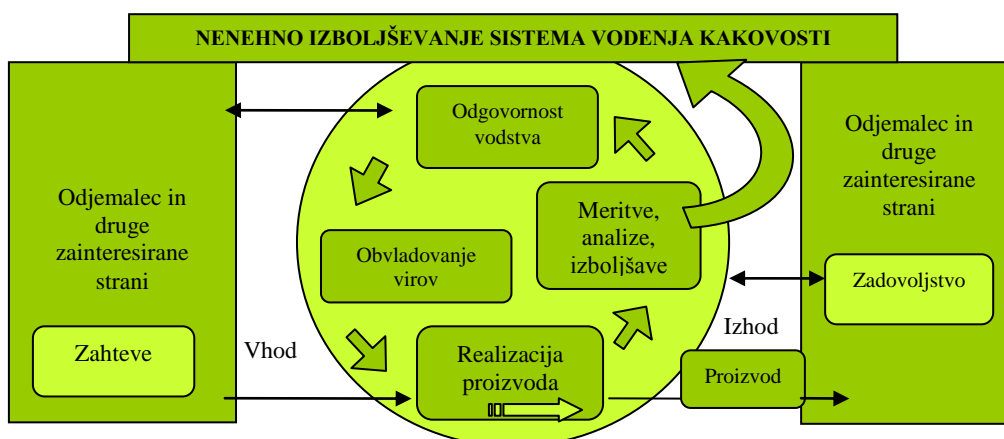 NENEHNO IZBOLJŠEVANJE SISTEMA VODENJA KAKOVOSTI
Odjemalec in
druge
zainteresirane
strani
Zahteve
Vhod
Odgovornost
vodstva
Obvladovanje
virov
Realizacija
proizvoda
Meritve,
analize,
izboljšave
Izhod
Proizvod
Odjemalec in
druge
zainteresirane
strani
Zadovoljstvo